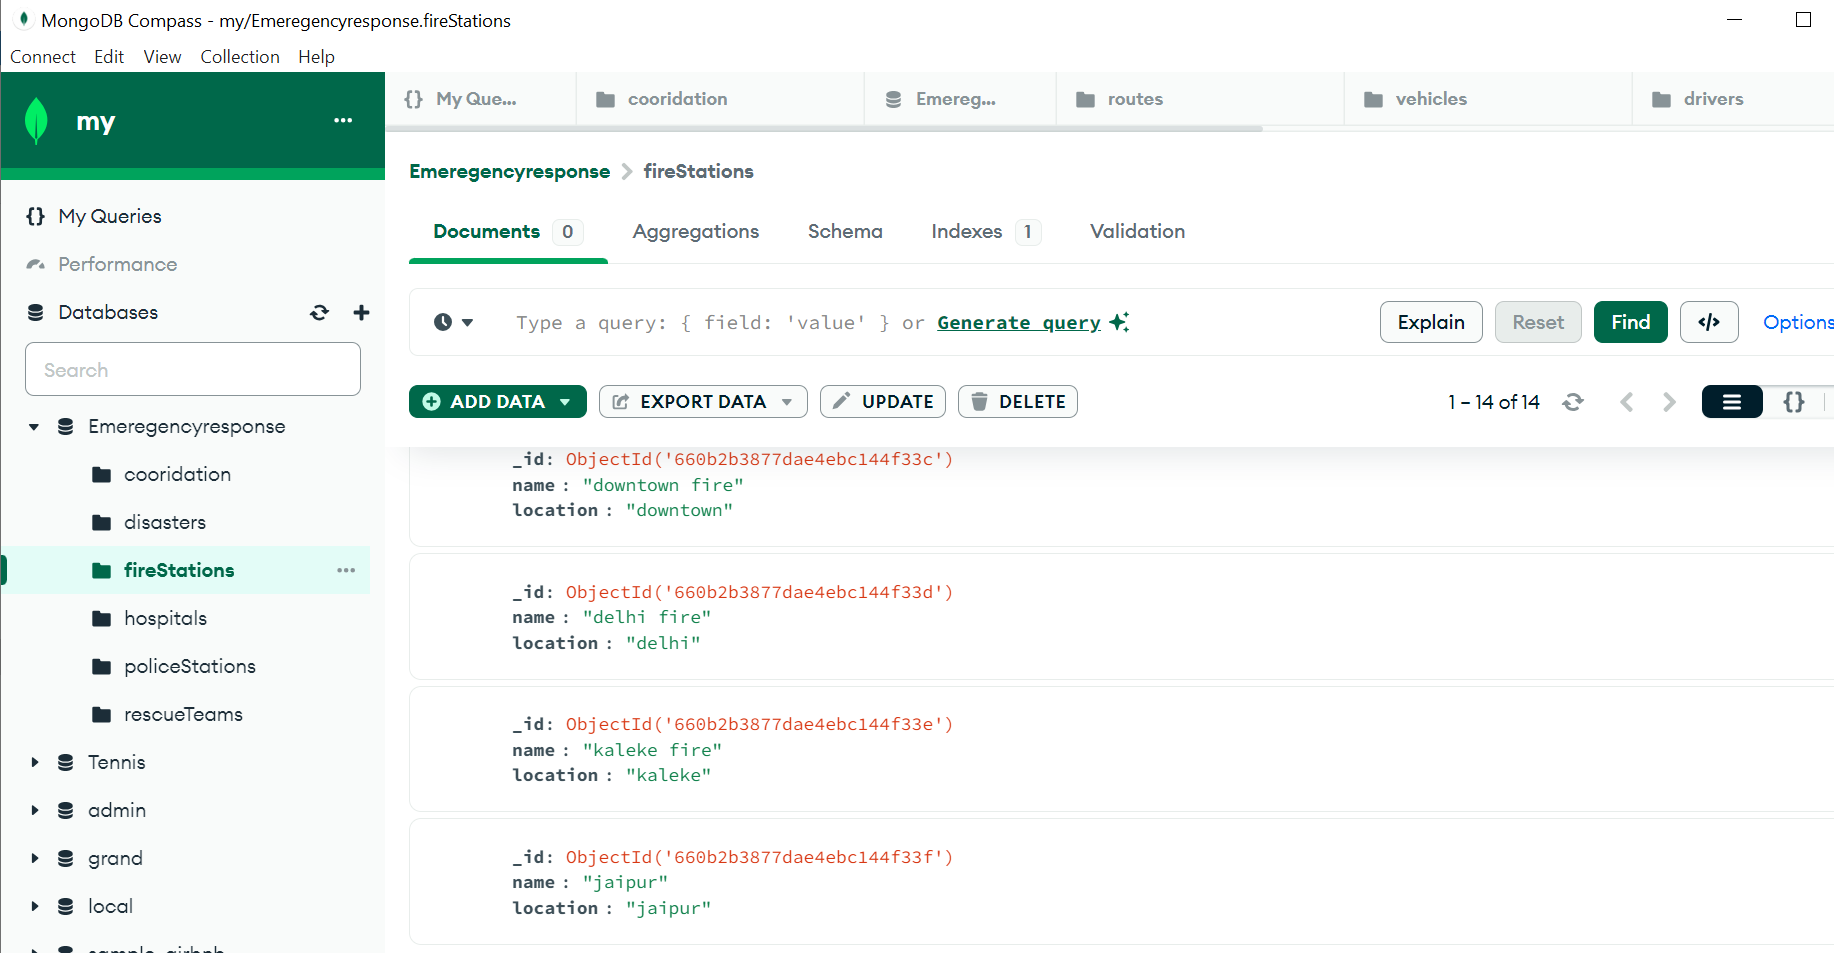 MongoDB Compass - my/Emeregencyresponse.fireStations
Connect Edit View Collection Help
my
My Queries
Performance
Databases
Search
Emeregencyresponse
cooridation
disasters
fireStations
hospitals
policeStations
rescueTeams
Tennis
admin
grand
local
{} My Que... cooridation Emereg... routes vehicles drivers
Emeregencyresponse > fireStations
Documents 0 Aggregations Schema Indexes 1 Validation
Type a query: { field: 'value' } or Generate query Explain Reset Find </> Options
ADD DATA EXPORT DATA UPDATE DELETE 1 – 14 of 14 {}
_id: ObjectId('660b2b3877dae4ebc144f33c')
name : "downtown fire"
location : "downtown"
_id: ObjectId('660b2b3877dae4ebc144f33d')
name : "delhi fire"
location : "delhi"
_id: ObjectId('660b2b3877dae4ebc144f33e')
name : "kaleke fire"
location : "kaleke"
_id: ObjectId('660b2b3877dae4ebc144f33f')
name : "jaipur"
location : "jaipur"